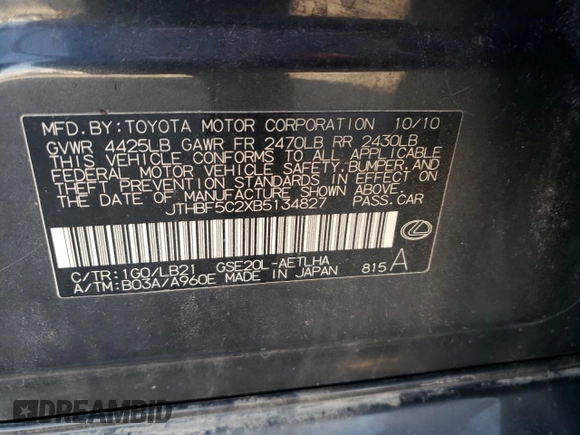 MFD.BY:TOYOTA MOTOR CORPORATION 10/10
GVWR 4425LB GAWR FR 2470LB RR 2430LB
THIS VEHICLE CONFORMS TO ALL APPLICABLE
FEDERAL MOTOR VEHICLE SAFETY,BUMPER,AND
THEFT PREVENTION STANDARDS IN EFFECT ON
THE DATE OF MANUFACTURE SHOWN ABOVE.
JTHBF5C2XB5134827 PASS.CAR
C/TR:1G0/LB21 GSE20L-AETLHA
A/TM:B03A/A960E MADE IN JAPAN 815A
DREAMBID